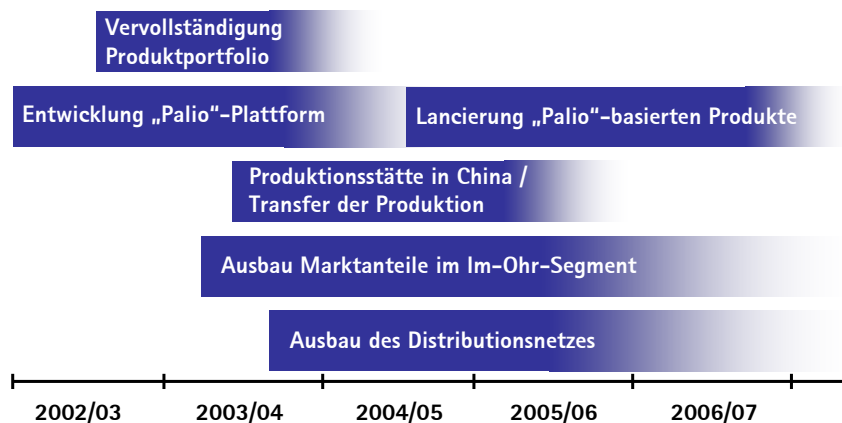 Vervollständigung
Produktportfolio
Entwicklung „Palio“-Plattform
Lancierung „Palio“-basierten Produkte
Produktionsstätte in China /
Transfer der Produktion
Ausbau Marktanteile im Im-Ohr-Segment
Ausbau des Distributionsnetzes
2002/03 2003/04 2004/05 2005/06 2006/07